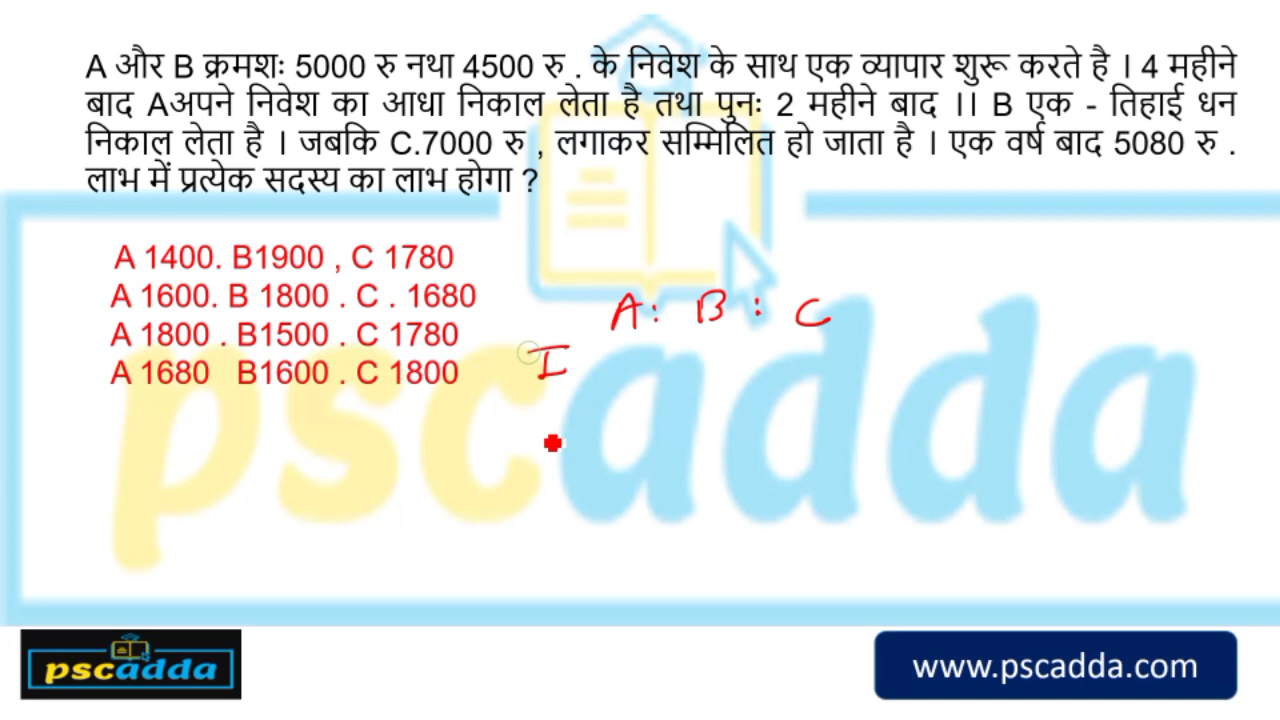 A और B क्रमशः 5000 रु नथा 4500 रु . के निवेश के साथ एक व्यापार शुरू करते है । 4 महीने
बाद Aअपने निवेश का आधा निकाल लेता है तथा पुनः 2 महीने बाद ।। B एक - तिहाई धन
निकाल लेता है । जबकि C.7000 रु , लगाकर सम्मिलित हो जाता है । एक वर्ष बाद 5080 रु .
लाभ में प्रत्येक सदस्य का लाभ होगा ?
A 1400. B1900 , C 1780
A 1600. B 1800 . C . 1680
A 1800 . B1500 . C 1780
A 1680 B1600 . C 1800
A : B : C
I
pscadda
pscadda
www.pscadda.com